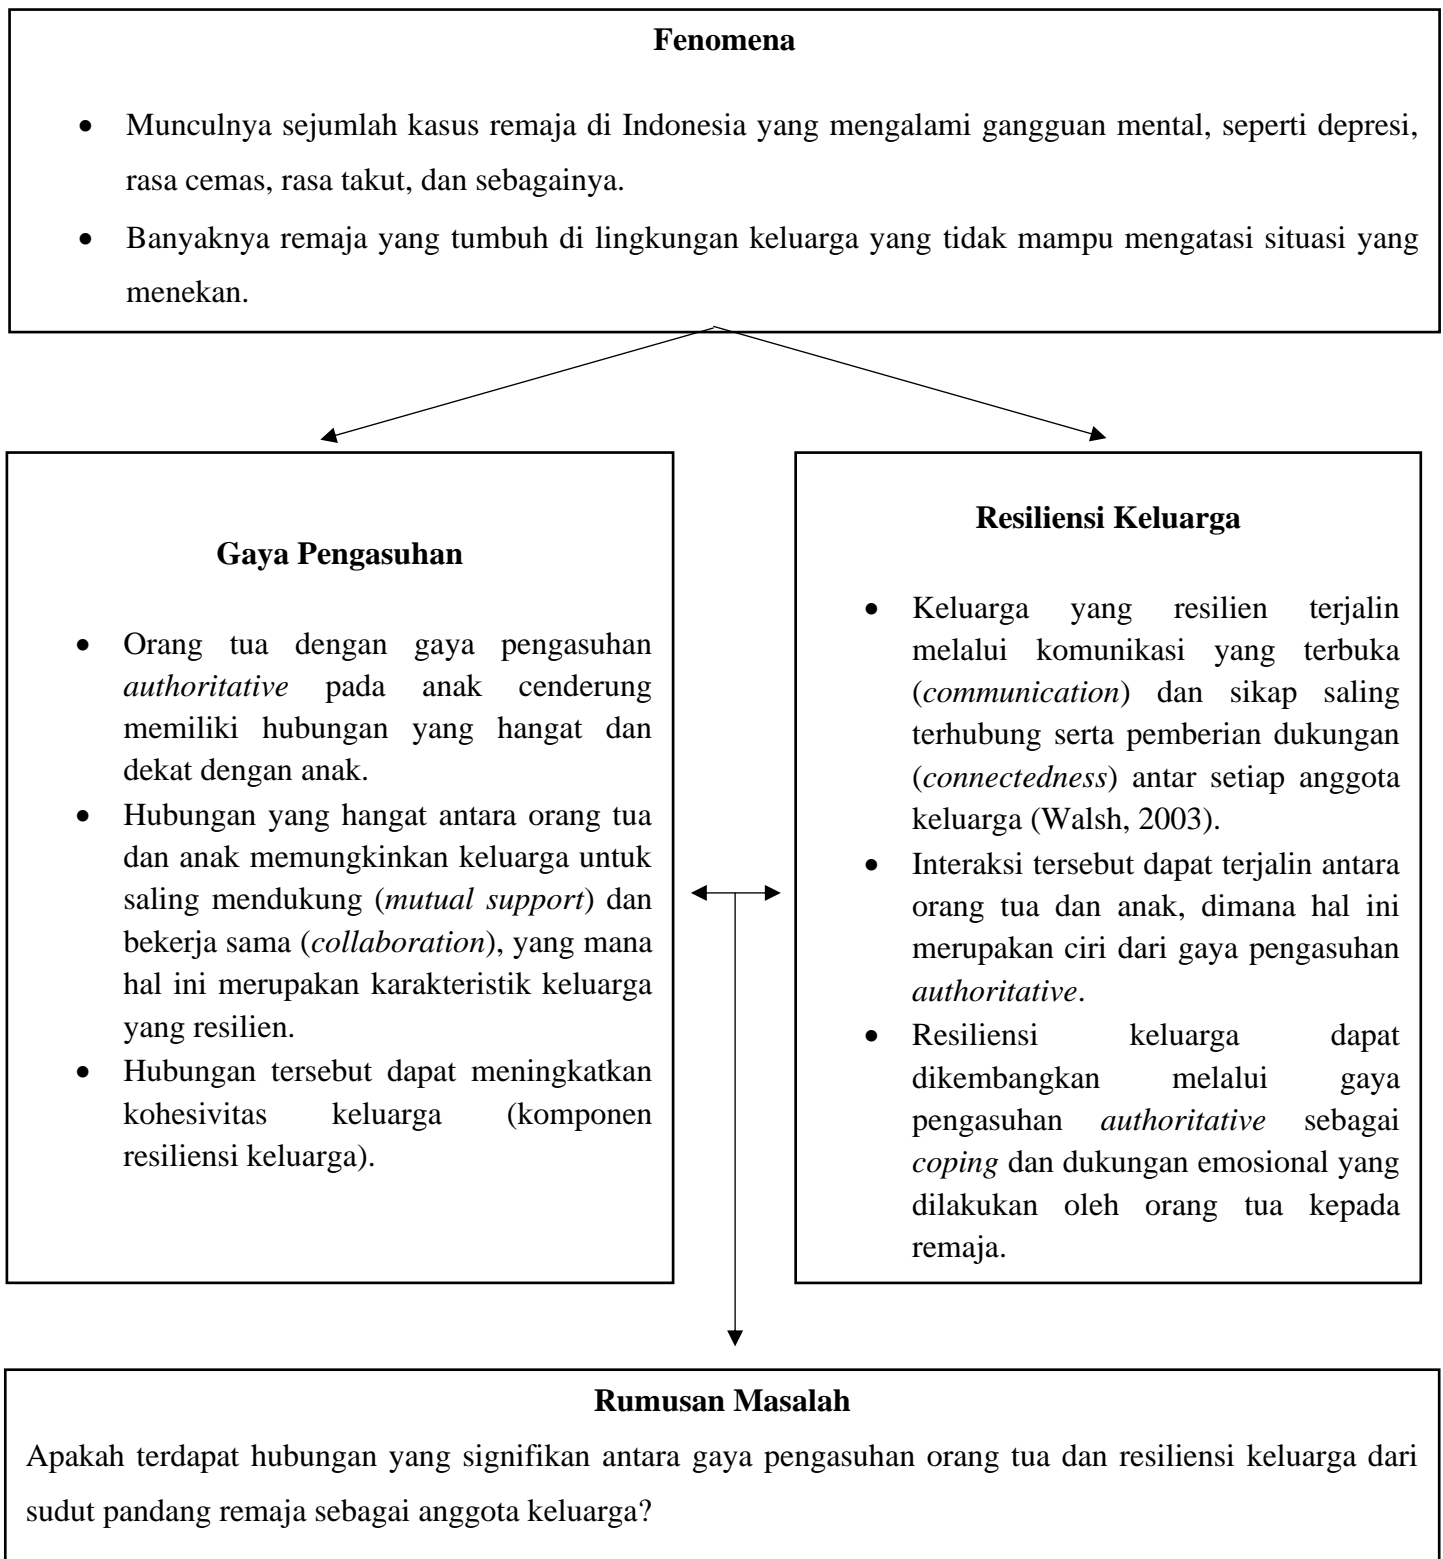 Fenomena
• Munculnya sejumlah kasus remaja di Indonesia yang mengalami gangguan mental, seperti depresi,
rasa cemas, rasa takut, dan sebagainya.
• Banyaknya remaja yang tumbuh di lingkungan keluarga yang tidak mampu mengatasi situasi yang
menekan.
Gaya Pengasuhan
• Orang tua dengan gaya pengasuhan
authoritative pada anak cenderung
memiliki hubungan yang hangat dan
dekat dengan anak.
• Hubungan yang hangat antara orang tua
dan anak memungkinkan keluarga untuk
saling mendukung (mutual support) dan
bekerja sama (collaboration), yang mana
hal ini merupakan karakteristik keluarga
yang resilien.
• Hubungan tersebut dapat meningkatkan
kohesivitas keluarga (komponen
resiliensi keluarga).
Resiliensi Keluarga
• Keluarga yang resilien terjalin
melalui komunikasi yang terbuka
(communication) dan sikap saling
terhubung serta pemberian dukungan
(connectedness) antar setiap anggota
keluarga (Walsh, 2003).
• Interaksi tersebut dapat terjalin antara
orang tua dan anak, dimana hal ini
merupakan ciri dari gaya pengasuhan
authoritative.
• Resiliensi keluarga dapat
dikembangkan melalui gaya
pengasuhan authoritative sebagai
coping dan dukungan emosional yang
dilakukan oleh orang tua kepada
remaja.
Rumusan Masalah
Apakah terdapat hubungan yang signifikan antara gaya pengasuhan orang tua dan resiliensi keluarga dari
sudut pandang remaja sebagai anggota keluarga?